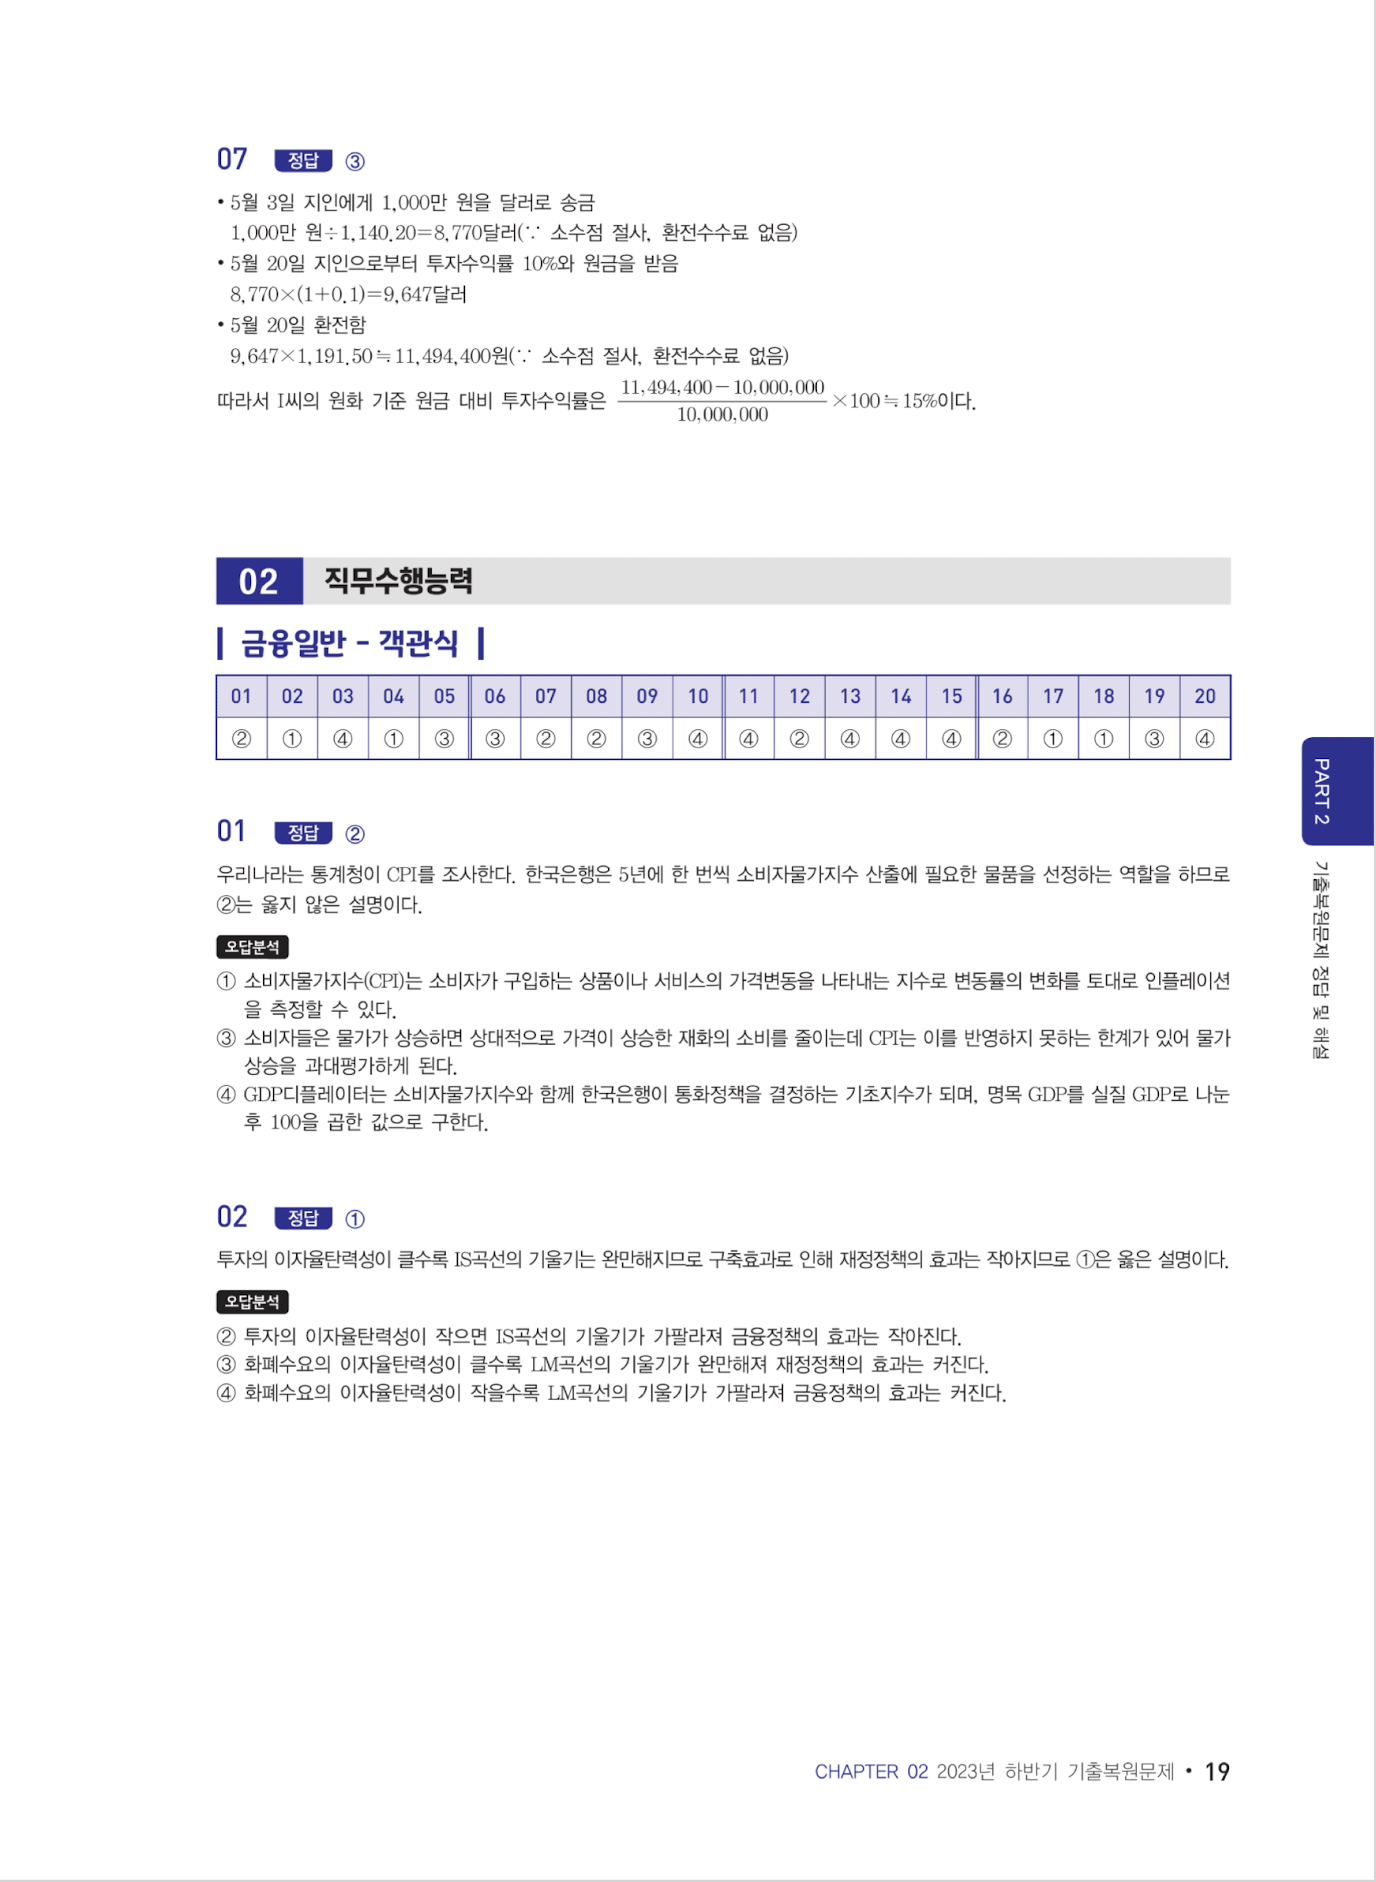 07 정답 ③
• 5월 3일 지인에게 1,000만 원을 달러로 송금
1,000만 원÷1,140.20=8,770달러(∵ 소수점 절사, 환전수수료 없음)
• 5월 20일 지인으로부터 투자수익률 10%와 원금을 받음
8,770×(1+0.1)=9,647달러
• 5월 20일 환전함
9,647×1,191.50≒11,494,400원(∵ 소수점 절사, 환전수수료 없음)
따라서 I씨의 원화 기준 원금 대비 투자수익률은 11,494,400-10,000,000/10,000,000 ×100≒15%이다.
02 직무수행능력
금융일반 - 객관식
01 02 03 04 05 06 07 08 09 10 11 12 13 14 15 16 17 18 19 20
② ① ④ ① ③ ③ ② ② ③ ④ ④ ② ④ ④ ④ ② ① ① ③ ④
01 정답 ②
우리나라는 통계청이 CPI를 조사한다. 한국은행은 5년에 한 번씩 소비자물가지수 산출에 필요한 물품을 선정하는 역할을 하므로
②는 옳지 않은 설명이다.
오답분석
① 소비자물가지수(CPI)는 소비자가 구입하는 상품이나 서비스의 가격변동을 나타내는 지수로 변동률의 변화를 토대로 인플레이션
을 측정할 수 있다.
③ 소비자들은 물가가 상승하면 상대적으로 가격이 상승한 재화의 소비를 줄이는데 CPI는 이를 반영하지 못하는 한계가 있어 물가
상승을 과대평가하게 된다.
④ GDP디플레이터는 소비자물가지수와 함께 한국은행이 통화정책을 결정하는 기초지수가 되며, 명목 GDP를 실질 GDP로 나눈
후 100을 곱한 값으로 구한다.
02 정답 ①
투자의 이자율탄력성이 클수록 IS곡선의 기울기는 완만해지므로 구축효과로 인해 재정정책의 효과는 작아지므로 ①은 옳은 설명이다.
오답분석
② 투자의 이자율탄력성이 작으면 IS곡선의 기울기가 가팔라져 금융정책의 효과는 작아진다.
③ 화폐수요의 이자율탄력성이 클수록 LM곡선의 기울기가 완만해져 재정정책의 효과는 커진다.
④ 화폐수요의 이자율탄력성이 작을수록 LM곡선의 기울기가 가팔라져 금융정책의 효과는 커진다.
PART 2
기출복원문제 정답 및 해설
CHAPTER 02 2023년 하반기 기출복원문제 • 19